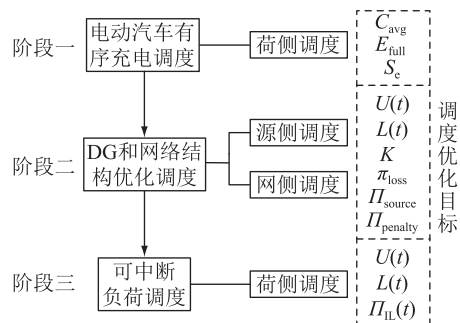 阶段一
电动汽车有
序充电调度
荷侧调度
C_avg
E_full
S_e
阶段二
DG和网络结
构优化调度
源侧调度
网侧调度
U(t)
L(t)
K
π_loss
Π_source
Π_penalty
阶段三
可中断
负荷调度
荷侧调度
U(t)
L(t)
Π_IL(t)
调度优化目标